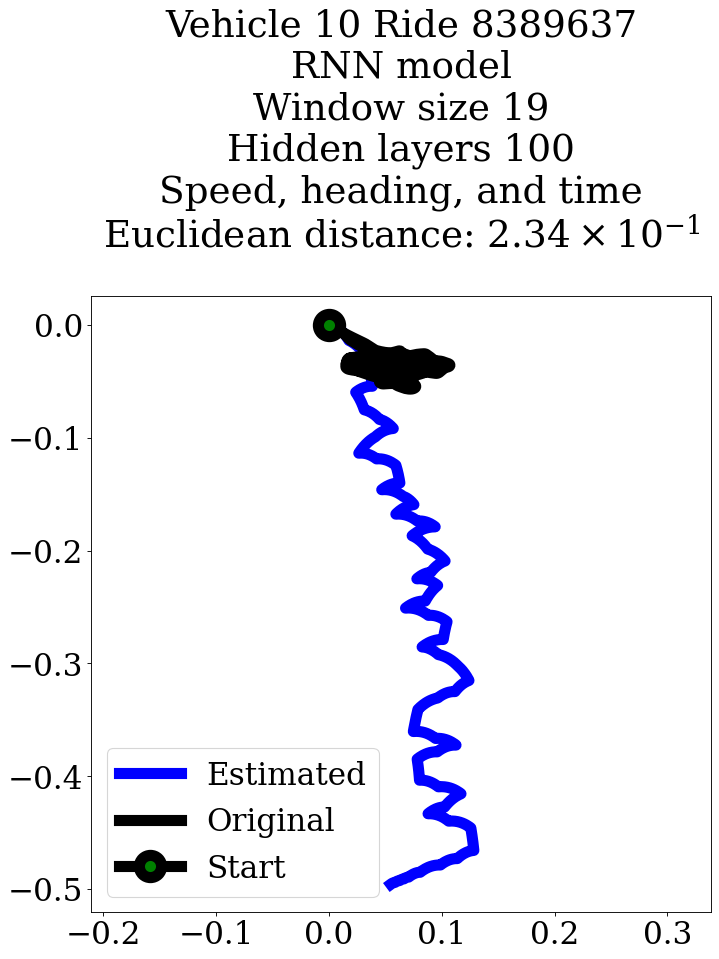 Vehicle 10 Ride 8389637
RNN model
Window size 19
Hidden layers 100
Speed, heading, and time
Euclidean distance: 2.34 × 10⁻¹
0.0
−0.1
−0.2
−0.3
−0.4
−0.5
Estimated
Original
Start
−0.2 −0.1 0.0 0.1 0.2 0.3